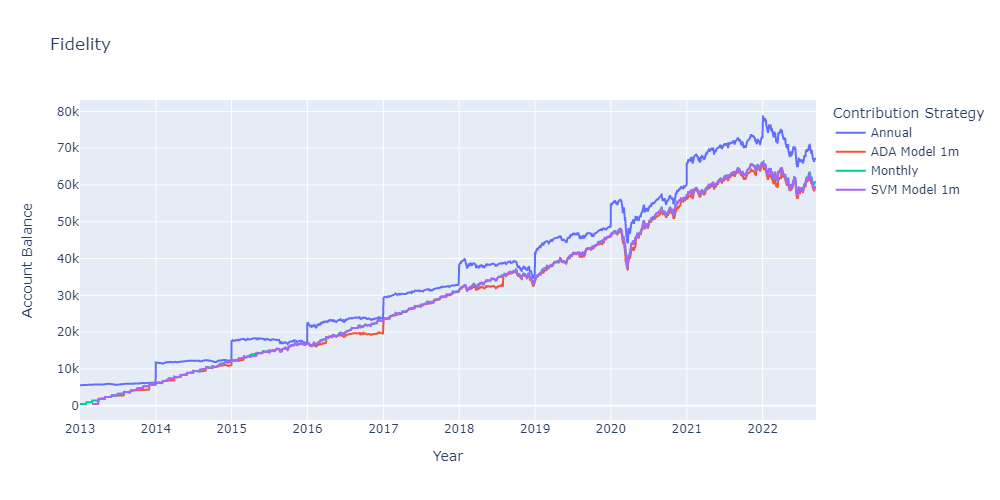 Fidelity
Contribution Strategy
Annual
ADA Model 1m
Monthly
SVM Model 1m
Account Balance
80k
70k
60k
50k
40k
30k
20k
10k
0
2013 2014 2015 2016 2017 2018 2019 2020 2021 2022
Year